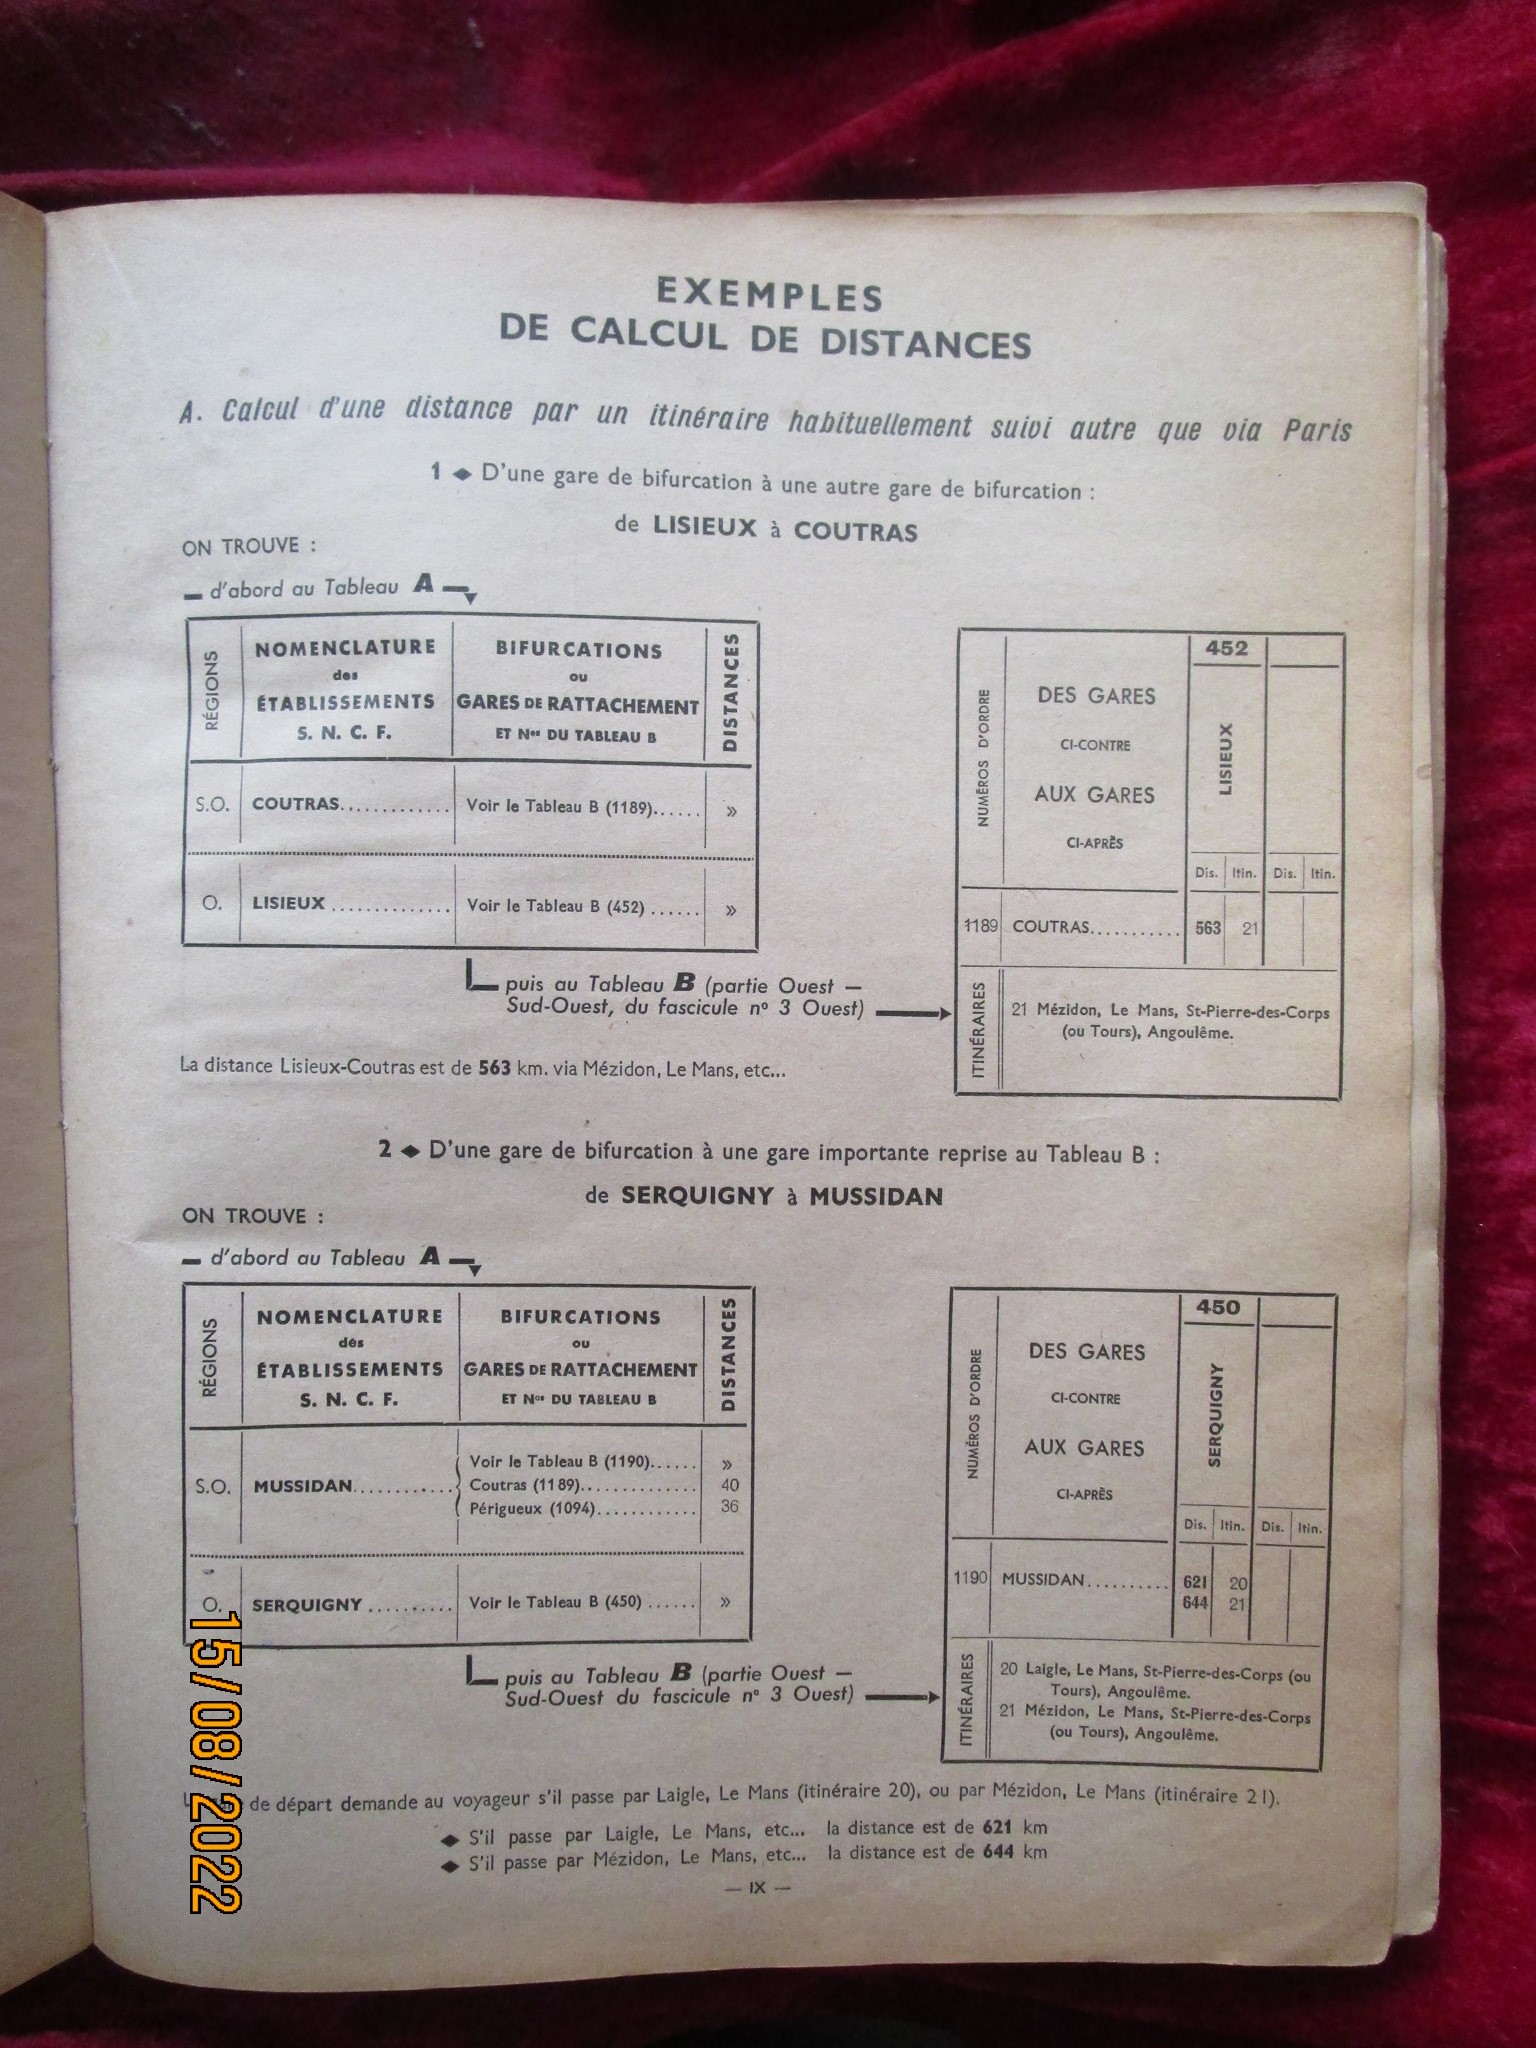 EXEMPLES
DE CALCUL DE DISTANCES
A. Calcul d'une distance par un itinéraire habituellement suivi autre que via Paris
1 ◆ D'une gare de bifurcation à une autre gare de bifurcation :
de LISIEUX à COUTRAS
ON TROUVE :
— d'abord au Tableau A
RÉGIONS
NOMENCLATURE
des
ÉTABLISSEMENTS
S. N. C. F.
BIFURCATIONS
ou
GARES DE RATTACHEMENT
ET Nos DU TABLEAU B
DISTANCES
S.O. COUTRAS............. Voir le Tableau B (1189)...... »
O. LISIEUX .............. Voir le Tableau B (452) ...... »
puis au Tableau B (partie Ouest —
Sud-Ouest, du fascicule nº 3 Ouest)
NUMÉROS D'ORDRE
DES GARES
CI-CONTRE
AUX GARES
CI-APRÈS
452
LISIEUX
Dis. Itin. Dis. Itin.
1189 COUTRAS........... 563 21
ITINÉRAIRES
21 Mézidon, Le Mans, St-Pierre-des-Corps
(ou Tours), Angoulême.
La distance Lisieux-Coutras est de 563 km. via Mézidon, Le Mans, etc...
2 ◆ D'une gare de bifurcation à une gare importante reprise au Tableau B :
de SERQUIGNY à MUSSIDAN
ON TROUVE :
— d'abord au Tableau A
RÉGIONS
NOMENCLATURE
des
ÉTABLISSEMENTS
S. N. C. F.
BIFURCATIONS
ou
GARES DE RATTACHEMENT
ET Nos DU TABLEAU B
DISTANCES
S.O. MUSSIDAN............
Voir le Tableau B (1190)...... »
Coutras (1189).............. 40
Périgueux (1094)............ 36
O. SERQUIGNY .......... Voir le Tableau B (450) ...... »
puis au Tableau B (partie Ouest —
Sud-Ouest du fascicule nº 3 Ouest)
NUMÉROS D'ORDRE
DES GARES
CI-CONTRE
AUX GARES
CI-APRÈS
450
SERQUIGNY
Dis. Itin. Dis. Itin.
1190 MUSSIDAN.......... 621 20
644 21
ITINÉRAIRES
20 Laigle, Le Mans, St-Pierre-des-Corps (ou
Tours), Angoulême.
21 Mézidon, Le Mans, St-Pierre-des-Corps
(ou Tours), Angoulême.
de départ demande au voyageur s'il passe par Laigle, Le Mans (itinéraire 20), ou par Mézidon, Le Mans (itinéraire 21).
◆ S'il passe par Laigle, Le Mans, etc... la distance est de 621 km
◆ S'il passe par Mézidon, Le Mans, etc... la distance est de 644 km
— IX —
15/08/2022